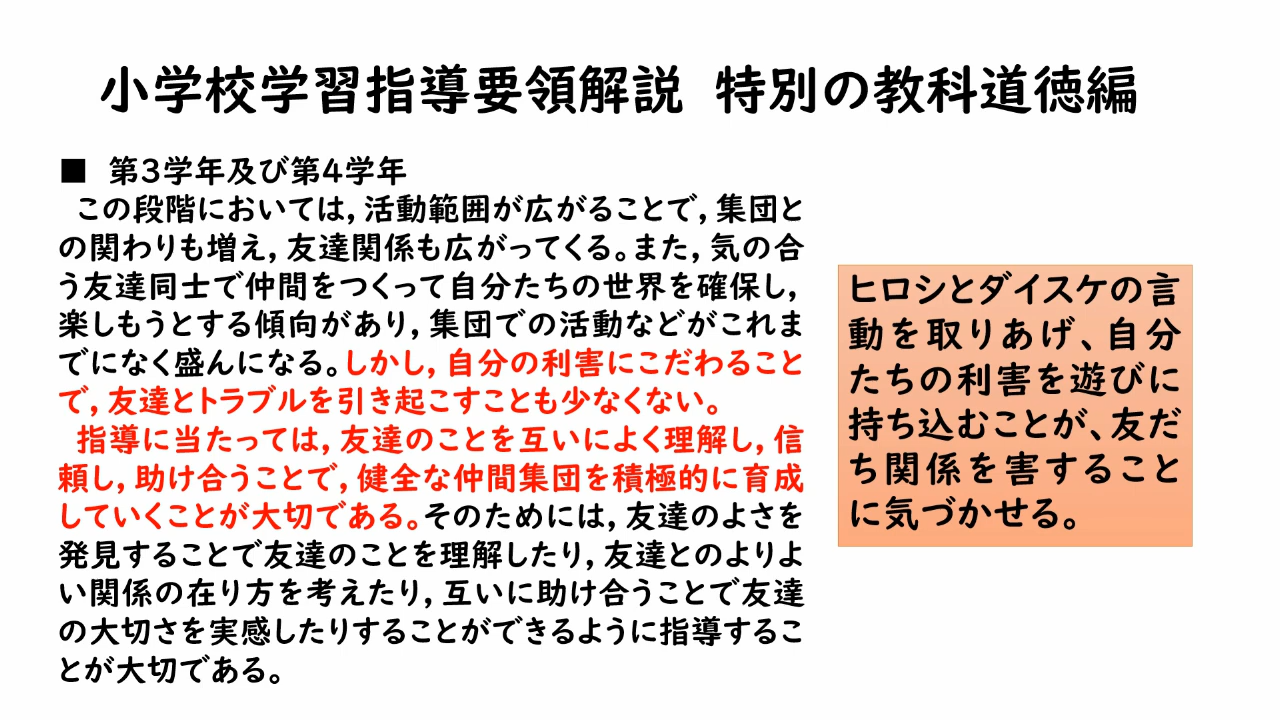 小学校学習指導要領解説 特別の教科道徳編
■ 第3学年及び第4学年
この段階においては,活動範囲が広がることで,集団と
の関わりも増え,友達関係も広がってくる。また,気の合
う友達同士で仲間をつくって自分たちの世界を確保し,
楽しもうとする傾向があり,集団での活動などがこれま
でになく盛んになる。しかし,自分の利害にこだわること
で,友達とトラブルを引き起こすことも少なくない。
指導に当たっては,友達のことを互いによく理解し,信
頼し,助け合うことで,健全な仲間集団を積極的に育成
していくことが大切である。そのためには,友達のよさを
発見することで友達のことを理解したり,友達とのよりよ
い関係の在り方を考えたり,互いに助け合うことで友達
の大切さを実感したりすることができるように指導するこ
とが大切である。
ヒロシとダイスケの言
動を取りあげ、自分
たちの利害を遊びに
持ち込むことが、友だ
ち関係を害すること
に気づかせる。